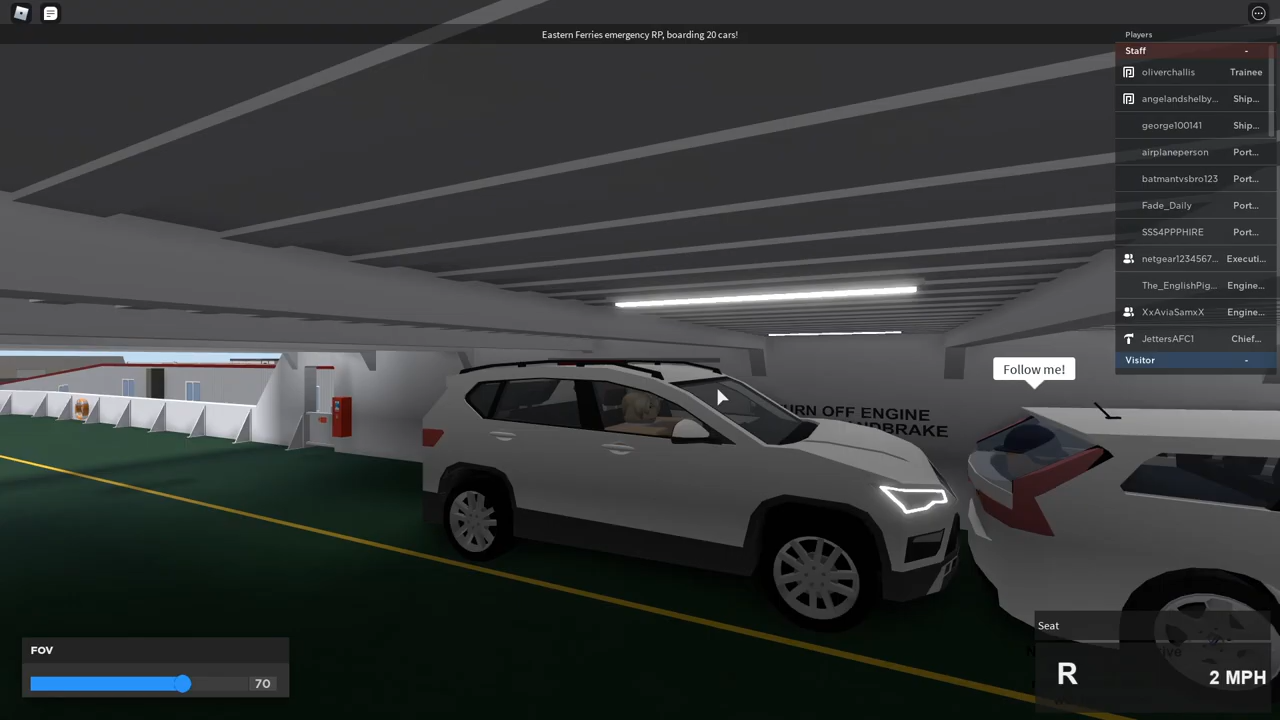 Eastern Ferries emergency RP, boarding 20 cars!
Players
Staff -
oliverchallis Trainee
angelandshelby... Ship...
george100141 Ship...
airplaneperson Port...
batmantvsbro123 Port...
Fade_Daily Port...
SSS4PPPHIRE Port...
netgear1234567... Executi...
The_EnglishPig... Engine...
XxAviaSamxX Engine...
JettersAFC1 Chief...
Visitor -
Follow me!
URN OFF ENGINE
NDBRAKE
Seat
R 2 MPH
FOV
70